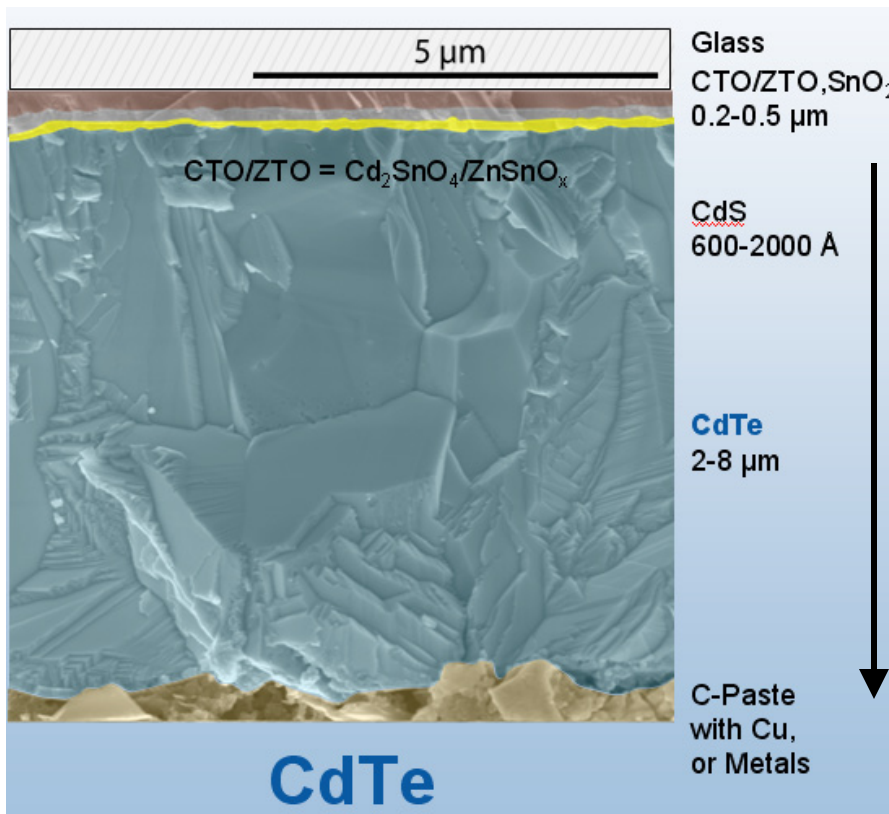 5 µm
Glass
CTO/ZTO,SnO₂
0.2-0.5 µm
CTO/ZTO = Cd₂SnO₄/ZnSnOₓ
CdS
600-2000 Å
CdTe
2-8 µm
C-Paste
with Cu,
or Metals
CdTe